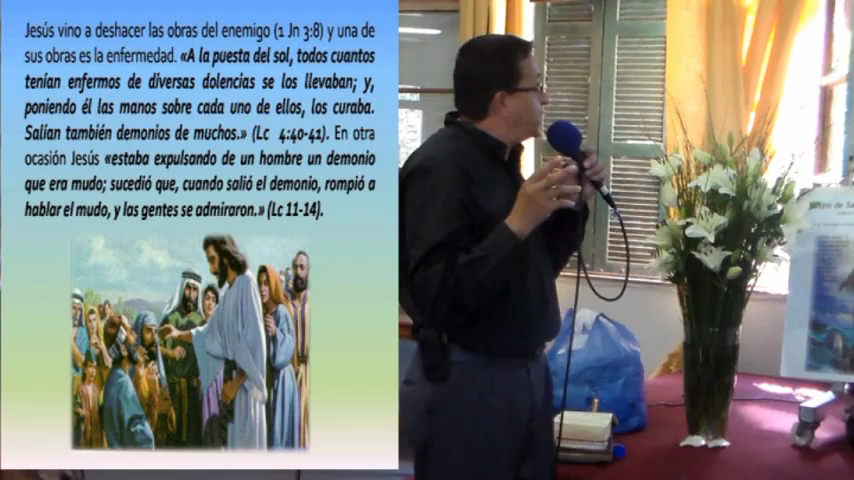 Jesús vino a deshacer las obras del enemigo (1 Jn 3:8) y una de
sus obras es la enfermedad. «A la puesta del sol, todos cuantos
tenían enfermos de diversas dolencias se los llevaban; y,
poniendo él las manos sobre cada uno de ellos, los curaba.
Salían también demonios de muchos.» (Lc 4:40-41). En otra
ocasión Jesús «estaba expulsando de un hombre un demonio
que era mudo; sucedió que, cuando salió el demonio, rompió a
hablar el mudo, y las gentes se admiraron.» (Lc 11-14).
de